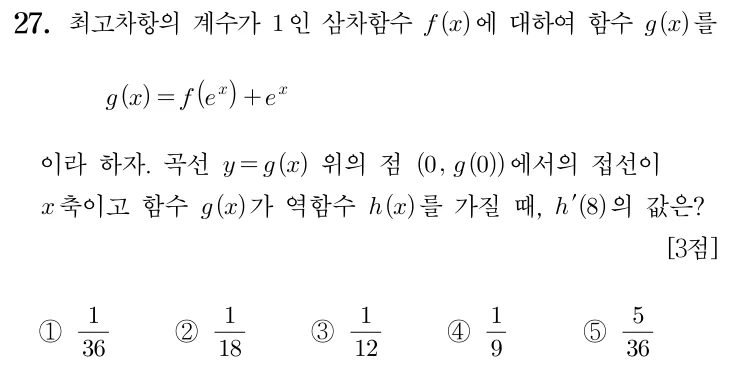 27. 최고차항의 계수가 1인 삼차함수 f(x)에 대하여 함수 g(x)를
g(x)=f(e^x)+e^x
이라 하자. 곡선 y=g(x) 위의 점 (0, g(0))에서의 접선이
x축이고 함수 g(x)가 역함수 h(x)를 가질 때, h′(8)의 값은?
[3점]
① 1/36 ② 1/18 ③ 1/12 ④ 1/9 ⑤ 5/36